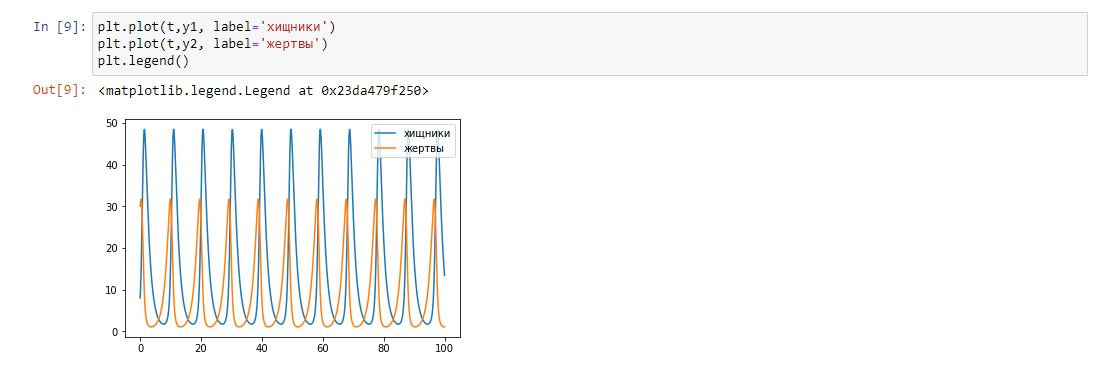 In [9]: plt.plot(t,y1, label='хищники')
plt.plot(t,y2, label='жертвы')
plt.legend()
Out[9]: <matplotlib.legend.Legend at 0x23da479f250>
50
40
30
20
10
0
хищники
жертвы
0 20 40 60 80 100